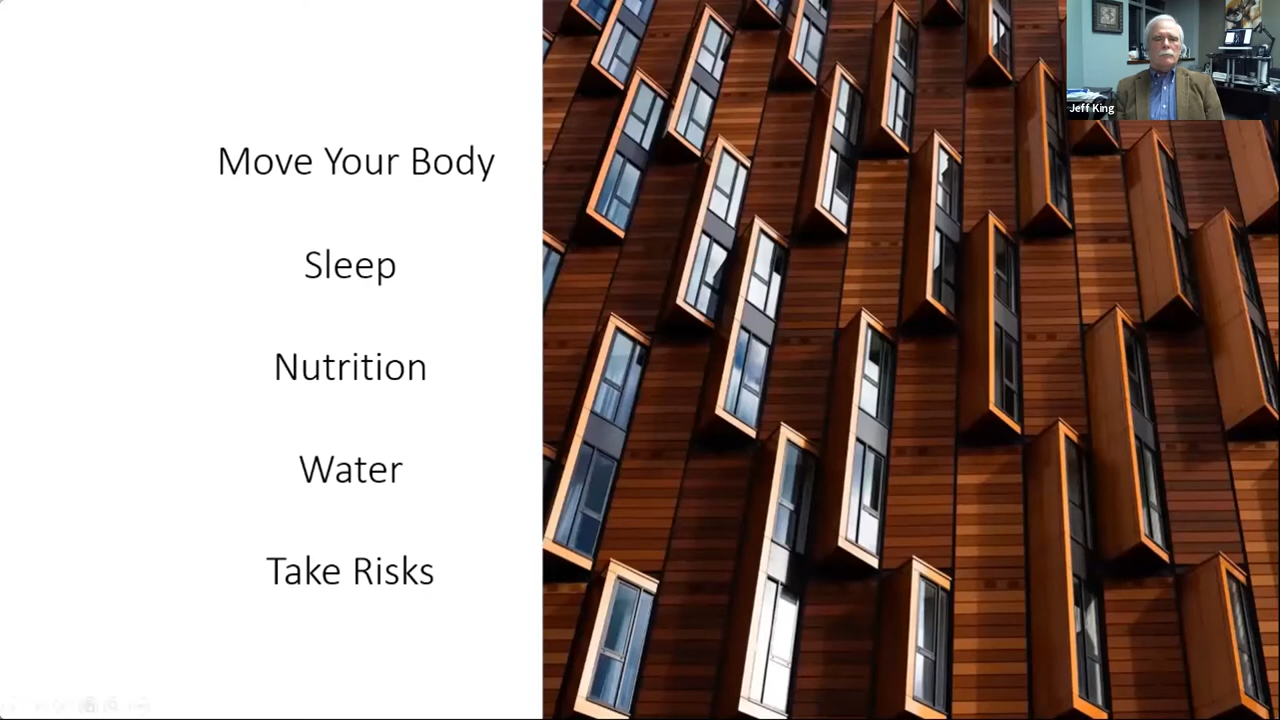 Move Your Body
Sleep
Nutrition
Water
Take Risks
Jeff King